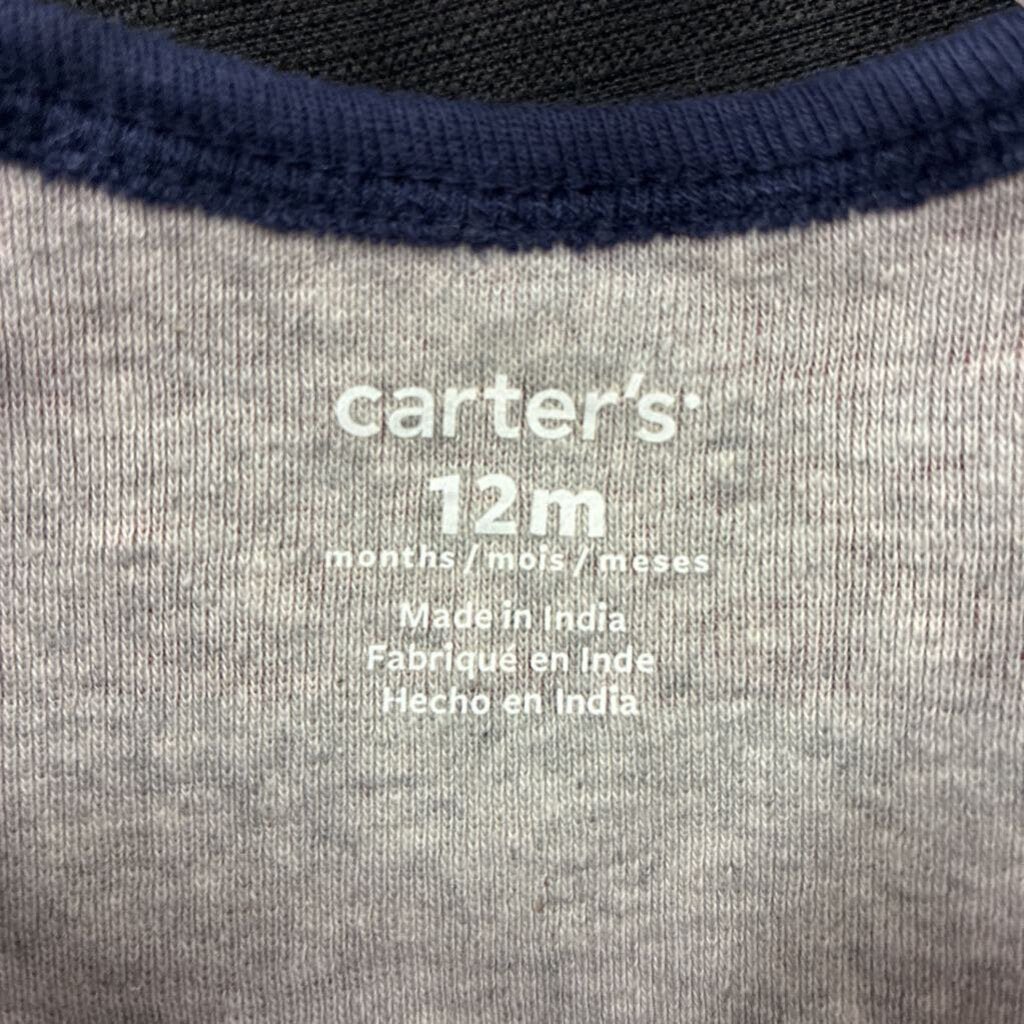 carter's
12m
months / mois / meses
Made in India
Fabriqué en Inde
Hecho en India